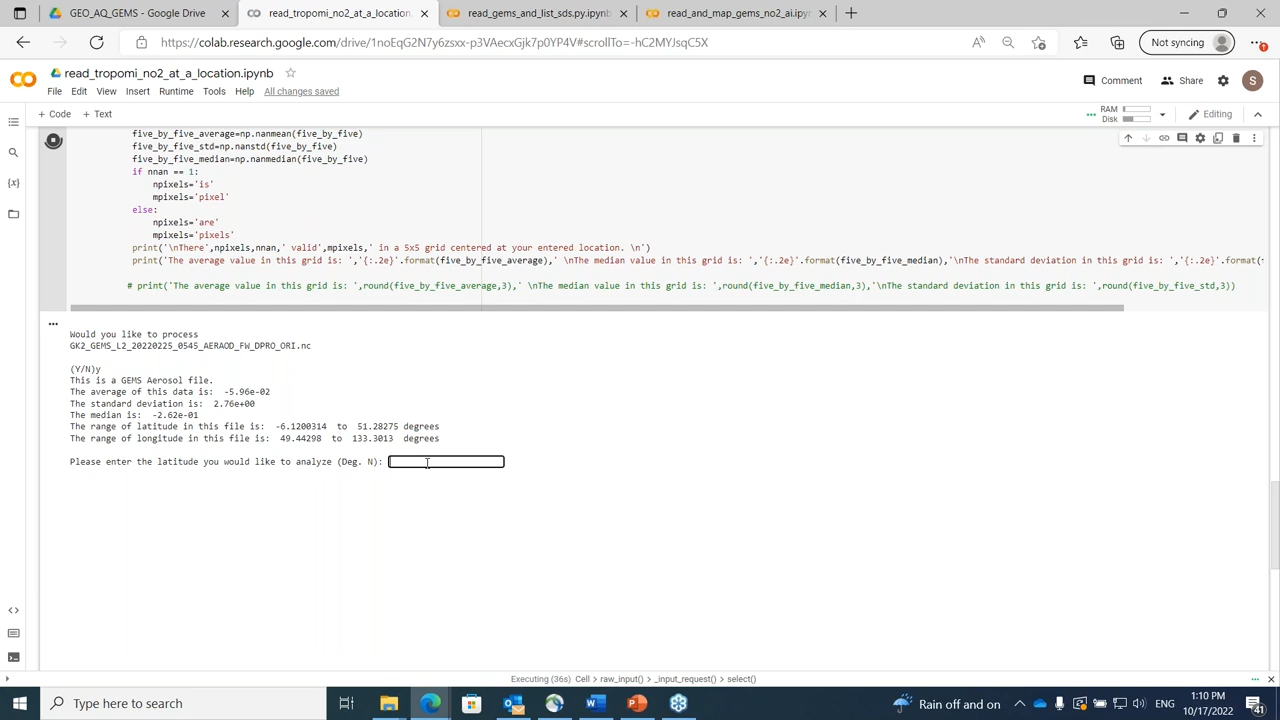 GEO_AQ_GEMS - Google Drive
read_tropomi_no2_at_a_location.
read_gems_and_list_sds.py.ipynb
read_and_map_gems_no2_ai.ipynb
https://colab.research.google.com/drive/1noEqG2N7y6zsxx-p3VAecxGjk7p0YP4V#scrollTo=-hC2MYJsqC5X
Not syncing
read_tropomi_no2_at_a_location.ipynb
Comment
Share
S
File Edit View Insert Runtime Tools Help All changes saved
+ Code + Text
RAM
Disk
Editing
five_by_five_average=np.nanmean(five_by_five)
five_by_five_std=np.nanstd(five_by_five)
five_by_five_median=np.nanmedian(five_by_five)
if nnan == 1:
npixels='is'
mpixels='pixel'
else:
npixels='are'
mpixels='pixels'
print('\nThere',npixels,nnan,' valid',mpixels,' in a 5x5 grid centered at your entered location. \n')
print('The average value in this grid is: ','{:.2e}'.format(five_by_five_average),' \nThe median value in this grid is: ','{:.2e}'.format(five_by_five_median),'\nThe standard deviation in this grid is: ','{:.2e}'.format(
# print('The average value in this grid is: ',round(five_by_five_average,3),' \nThe median value in this grid is: ',round(five_by_five_median,3),'\nThe standard deviation in this grid is: ',round(five_by_five_std,3))
Would you like to process
GK2_GEMS_L2_20220225_0545_AERAOD_FW_DPRO_ORI.nc
(Y/N)y
This is a GEMS Aerosol file.
The average of this data is: -5.96e-02
The standard deviation is: 2.76e+00
The median is: -2.62e-01
The range of latitude in this file is: -6.1200314 to 51.28275 degrees
The range of longitude in this file is: 49.44298 to 133.3013 degrees
Please enter the latitude you would like to analyze (Deg. N):
Executing (36s) Cell > raw_input() > _input_request() > select()
Type here to search
Rain off and on
ENG
1:10 PM
10/17/2022
41